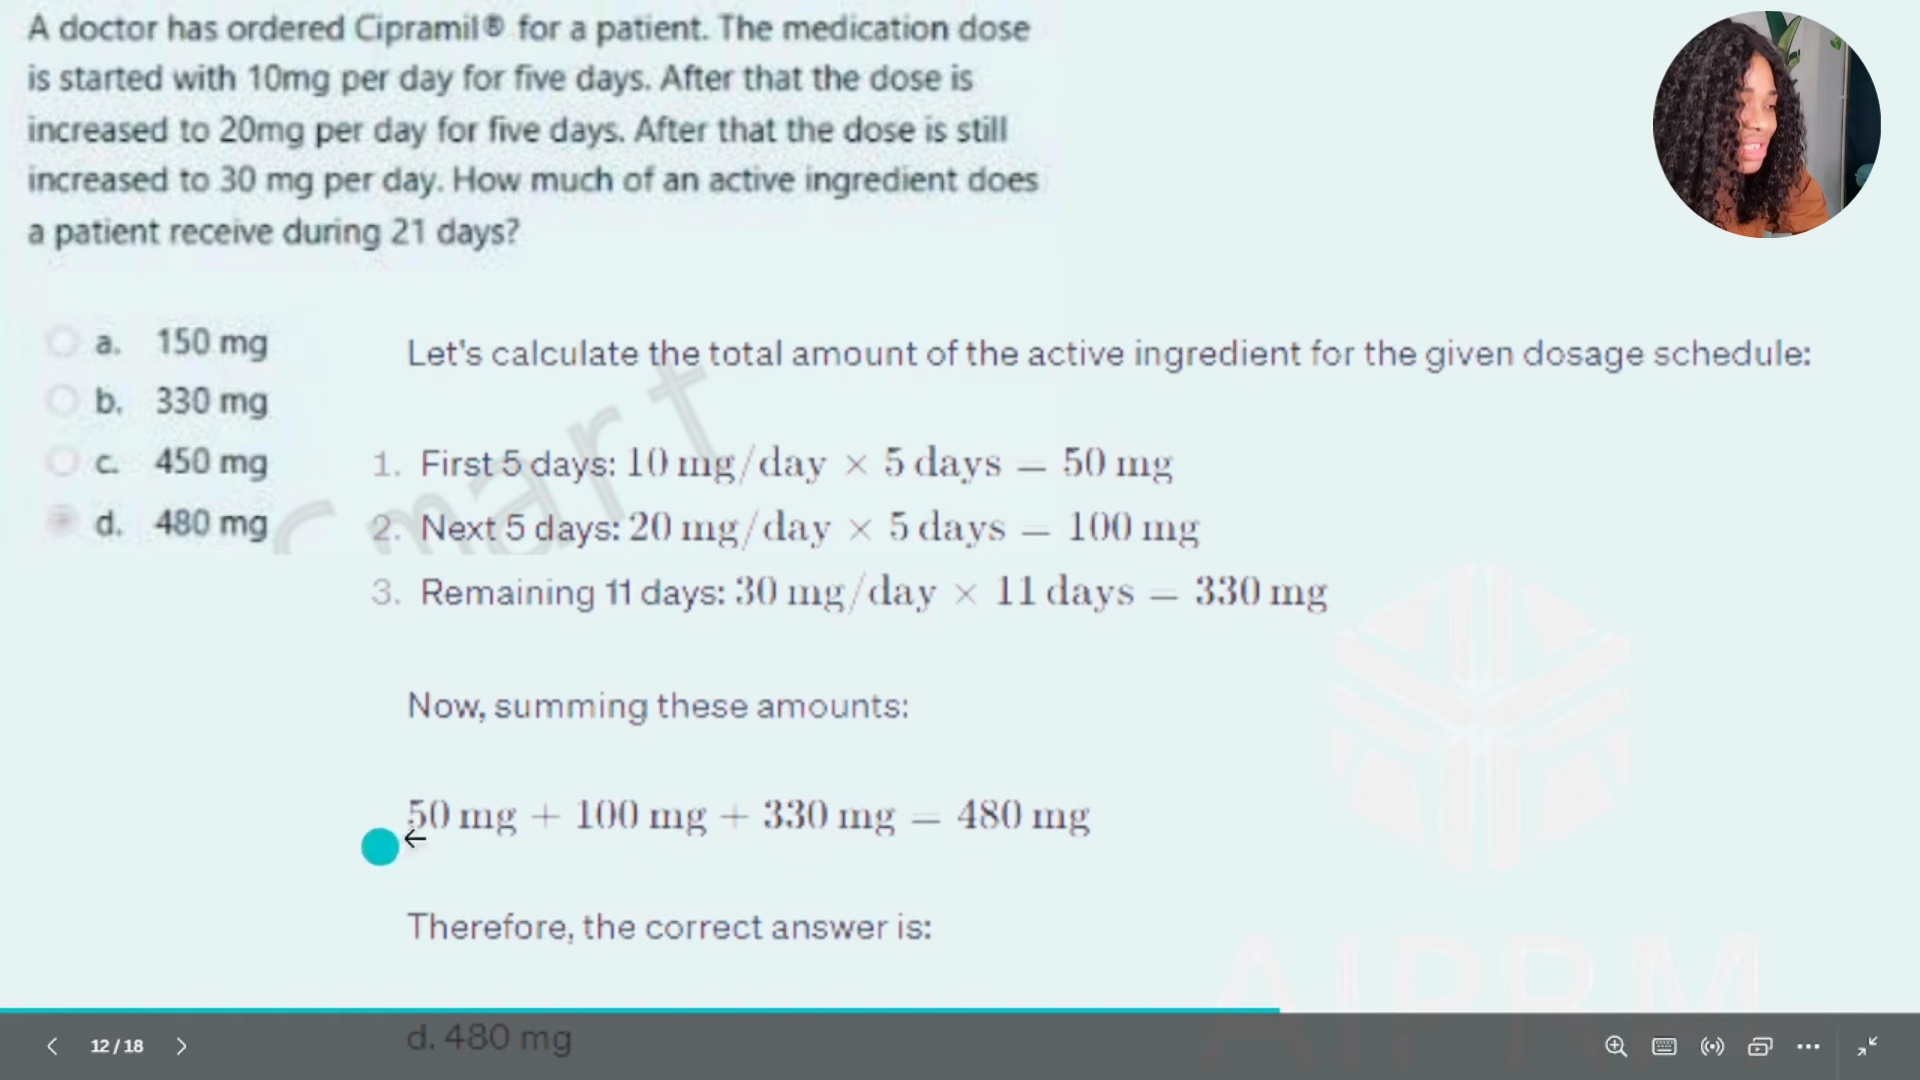 A doctor has ordered Cipramil® for a patient. The medication dose
is started with 10mg per day for five days. After that the dose is
increased to 20mg per day for five days. After that the dose is still
increased to 30 mg per day. How much of an active ingredient does
a patient receive during 21 days?
a. 150 mg
b. 330 mg
c. 450 mg
d. 480 mg
Smart
Let's calculate the total amount of the active ingredient for the given dosage schedule:
1. First 5 days: 10 mg/day × 5 days = 50 mg
2. Next 5 days: 20 mg/day × 5 days = 100 mg
3. Remaining 11 days: 30 mg/day × 11 days = 330 mg
Now, summing these amounts:
50 mg + 100 mg + 330 mg = 480 mg
Therefore, the correct answer is:
AIPRM
d. 480 mg
12 / 18